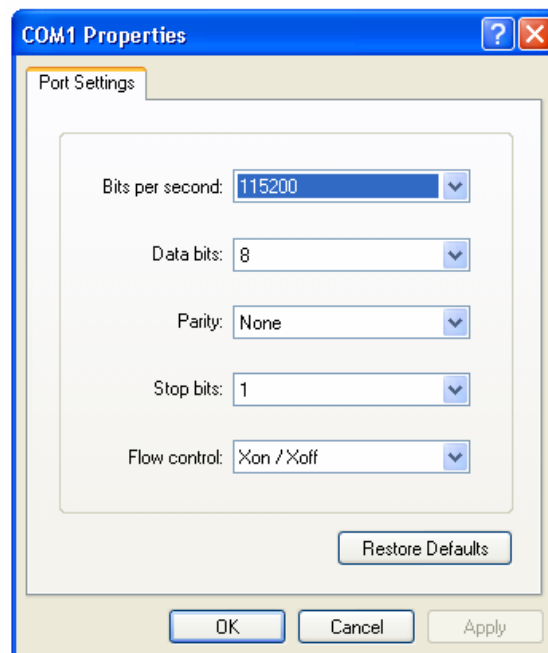 COM1 Properties
Port Settings
Bits per second: 115200
Data bits: 8
Parity: None
Stop bits: 1
Flow control: Xon / Xoff
Restore Defaults
OK Cancel Apply